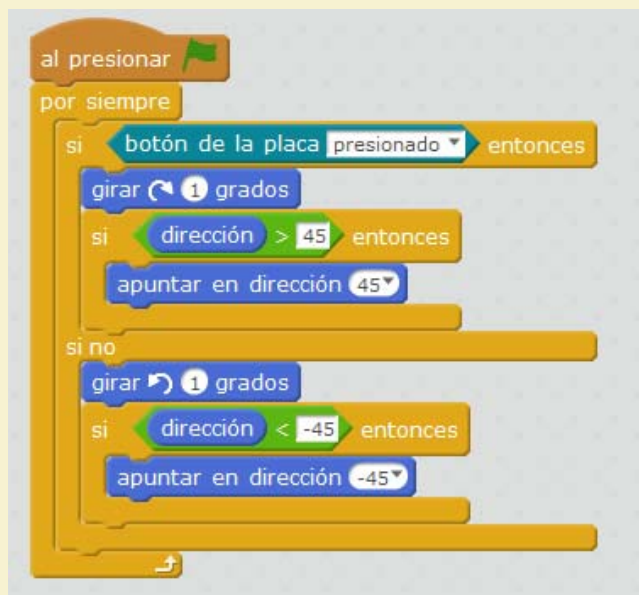 al presionar
por siempre
si botón de la placa presionado entonces
girar 1 grados
si dirección > 45 entonces
apuntar en dirección 45
si no
girar 1 grados
si dirección < -45 entonces
apuntar en dirección -45